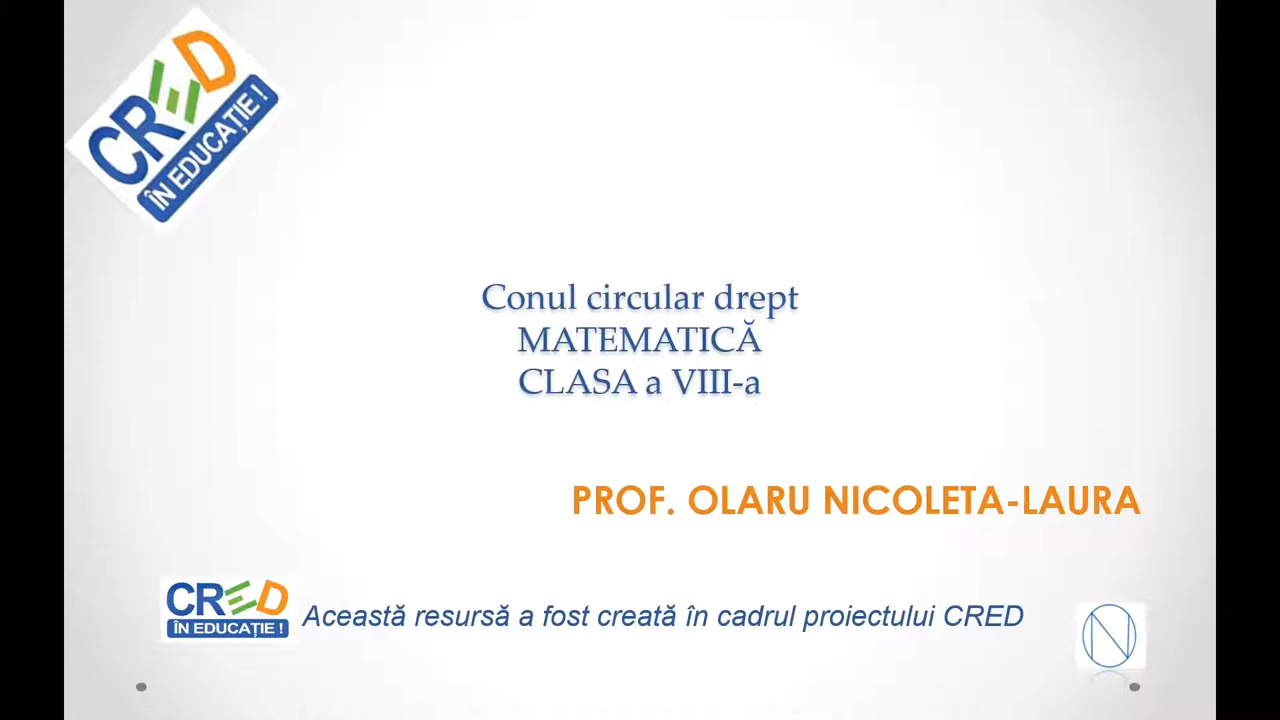 CRED
ÎN EDUCAȚIE !
Conul circular drept
MATEMATICĂ
CLASA a VIII-a
PROF. OLARU NICOLETA-LAURA
CRED
ÎN EDUCAȚIE !
Această resursă a fost creată în cadrul proiectului CRED
N